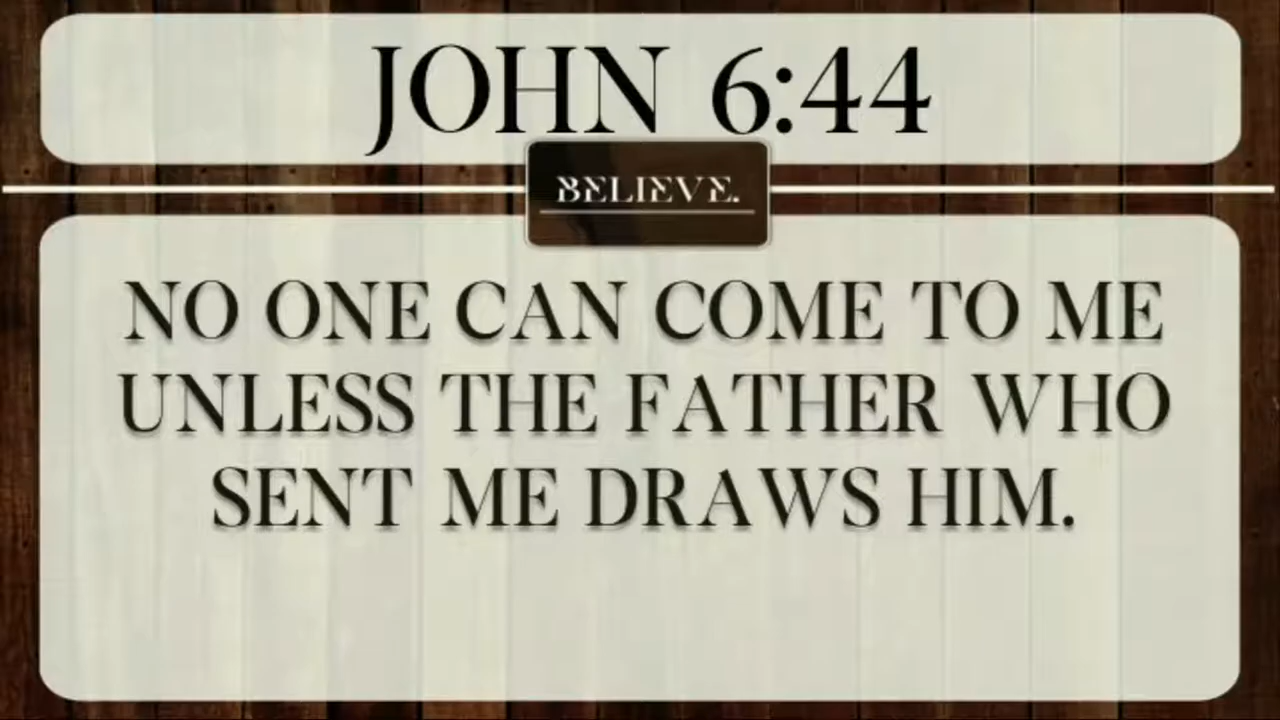 JOHN 6:44
BELIEVE.
NO ONE CAN COME TO ME
UNLESS THE FATHER WHO
SENT ME DRAWS HIM.